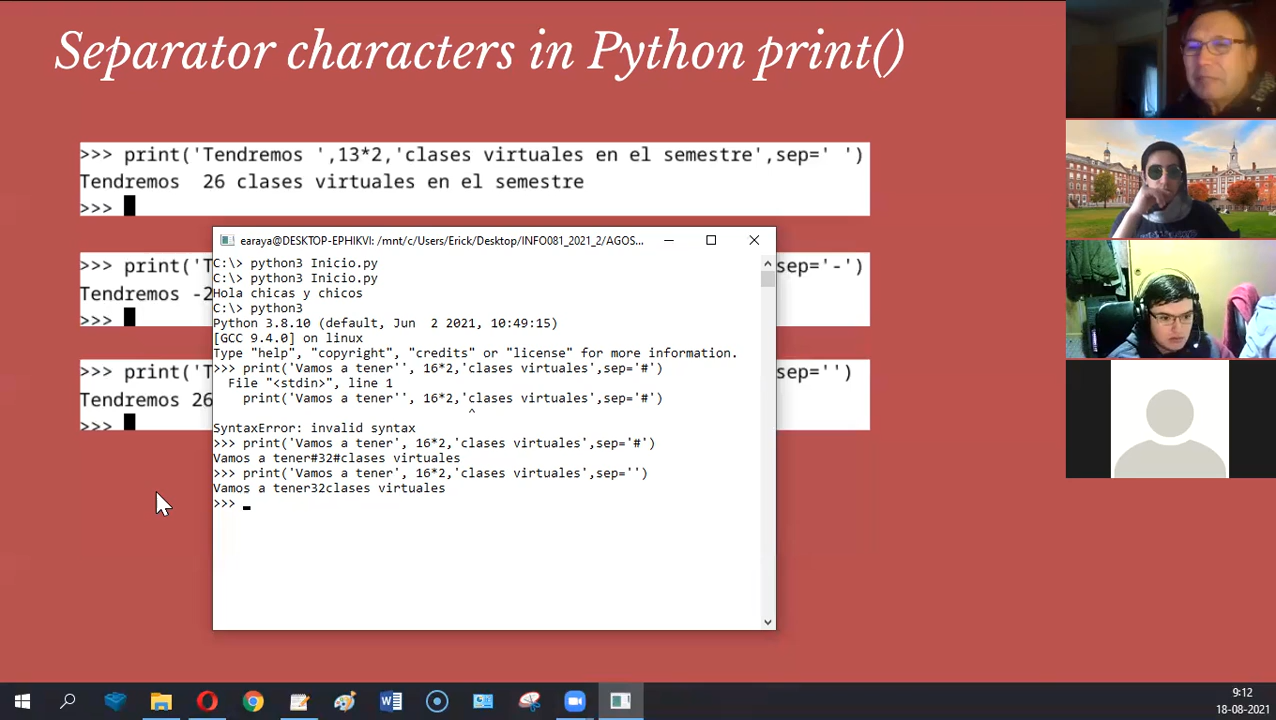 Separator characters in Python print()
>>> print('Tendremos ',13*2,'clases virtuales en el semestre',sep=' ')
Tendremos  26 clases virtuales en el semestre
>>>
>>> print('T
sep='-')
Tendremos -2
>>>
>>> print('T
sep='')
Tendremos 26
>>>
earaya@DESKTOP-EPHIKVI: /mnt/c/Users/Erick/Desktop/INFO081_2021_2/AGOS...
C:\> python3 Inicio.py
C:\> python3 Inicio.py
Hola chicas y chicos
C:\> python3
Python 3.8.10 (default, Jun  2 2021, 10:49:15)
[GCC 9.4.0] on linux
Type "help", "copyright", "credits" or "license" for more information.
>>> print('Vamos a tener'', 16*2,'clases virtuales',sep='#')
  File "<stdin>", line 1
    print('Vamos a tener'', 16*2,'clases virtuales',sep='#')
                                  ^
SyntaxError: invalid syntax
>>> print('Vamos a tener', 16*2,'clases virtuales',sep='#')
Vamos a tener#32#clases virtuales
>>> print('Vamos a tener', 16*2,'clases virtuales',sep='')
Vamos a tener32clases virtuales
>>>
9:12
18-08-2021